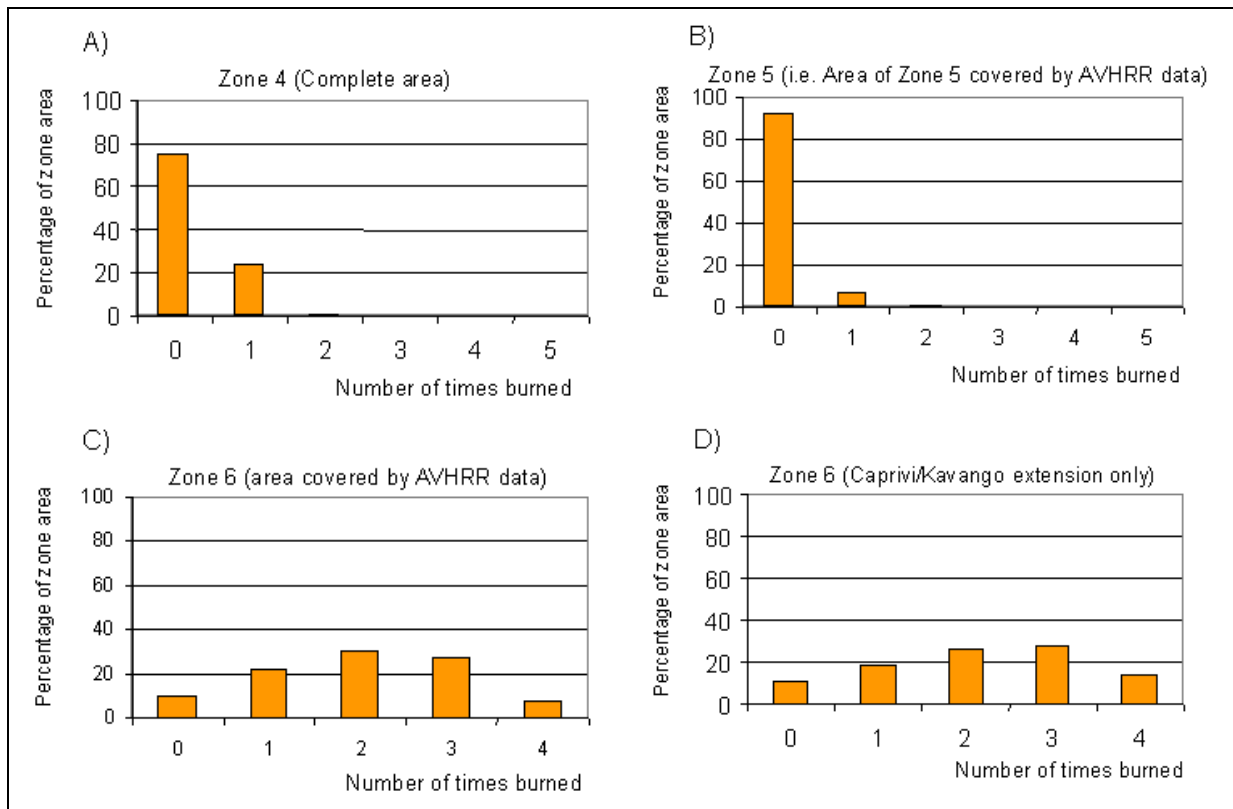 A)
Zone 4 (Complete area)
Percentage of zone area
100
80
60
40
20
0
0 1 2 3 4 5
Number of times burned
B)
Zone 5 (i.e. Area of Zone 5 covered by AVHRR data)
Percentage of zone area
100
80
60
40
20
0
0 1 2 3 4 5
Number of times burned
C)
Zone 6 (area covered by AVHRR data)
Percentage of zone area
100
80
60
40
20
0
0 1 2 3 4
Number of times burned
D)
Zone 6 (Caprivi/Kavango extension only)
Percentage of zone area
100
80
60
40
20
0
0 1 2 3 4
Number of times burned